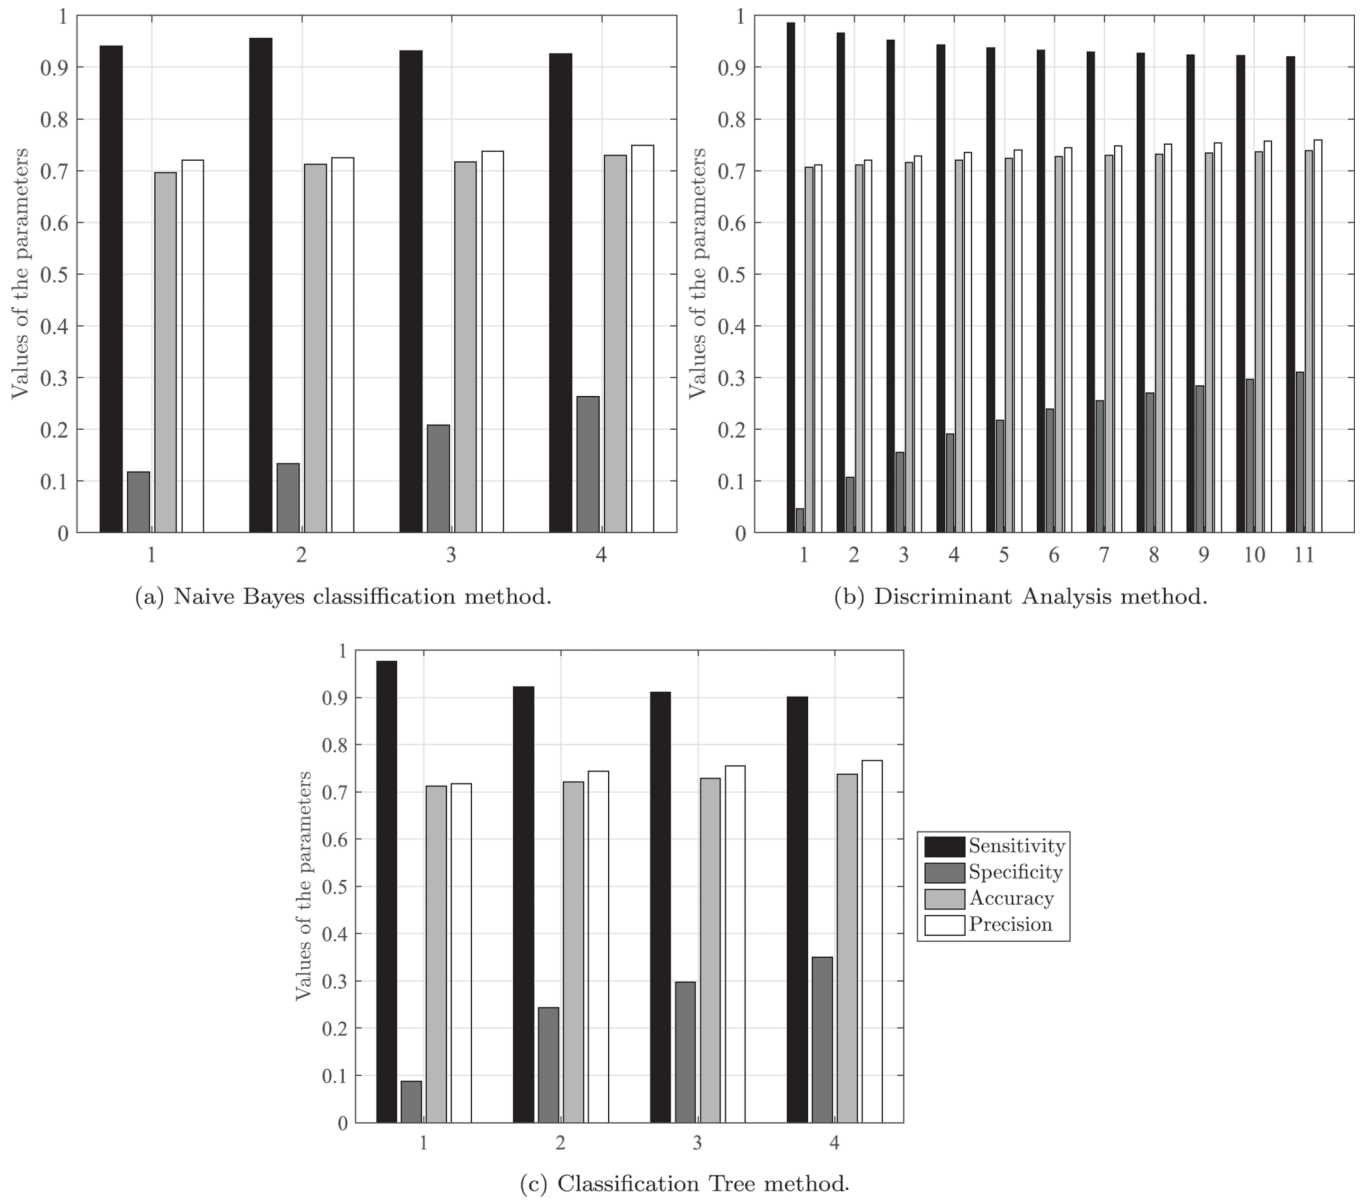 Values of the parameters
1
0.9
0.8
0.7
0.6
0.5
0.4
0.3
0.2
0.1
0
1 2 3 4
(a) Naive Bayes classiffication method.
Values of the parameters
1
0.9
0.8
0.7
0.6
0.5
0.4
0.3
0.2
0.1
0
1 2 3 4 5 6 7 8 9 10 11
(b) Discriminant Analysis method.
Values of the parameters
1
0.9
0.8
0.7
0.6
0.5
0.4
0.3
0.2
0.1
0
1 2 3 4
Sensitivity
Specificity
Accuracy
Precision
(c) Classification Tree method.